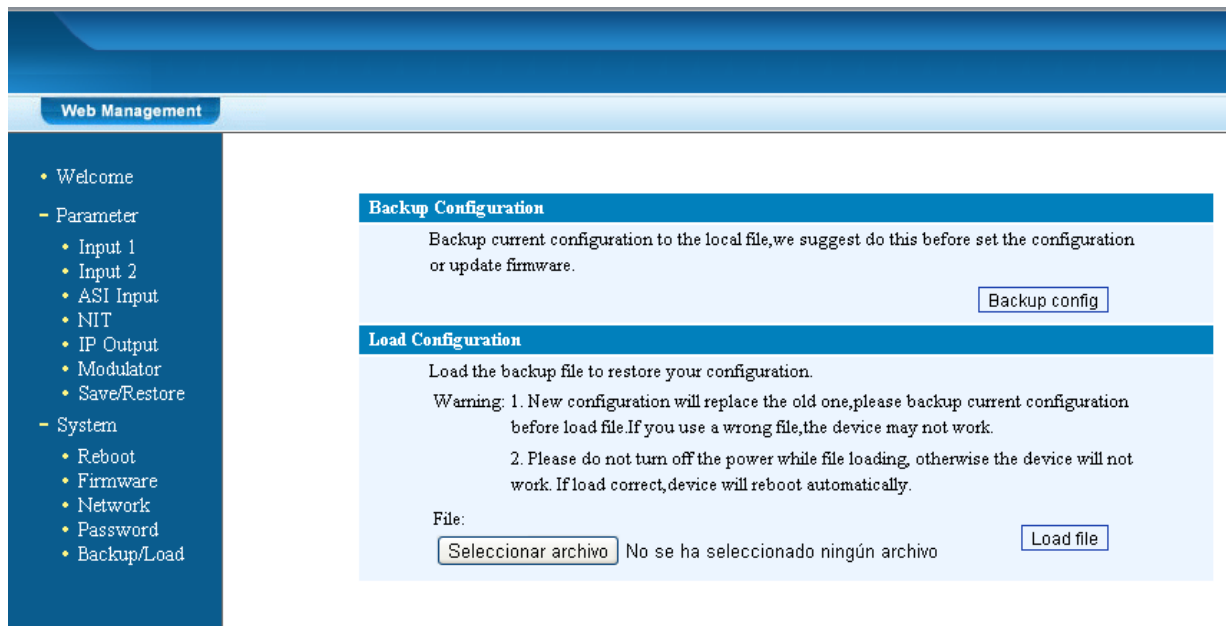 Web Management
Welcome
Parameter
Input 1
Input 2
ASI Input
NIT
IP Output
Modulator
Save/Restore
System
Reboot
Firmware
Network
Password
Backup/Load
Backup Configuration
Backup current configuration to the local file,we suggest do this before set the configuration
or update firmware.
Backup config
Load Configuration
Load the backup file to restore your configuration.
Warning: 1. New configuration will replace the old one,please backup current configuration
before load file.If you use a wrong file,the device may not work.
2. Please do not turn off the power while file loading, otherwise the device will not
work. If load correct,device will reboot automatically.
File:
Seleccionar archivo No se ha seleccionado ningún archivo
Load file